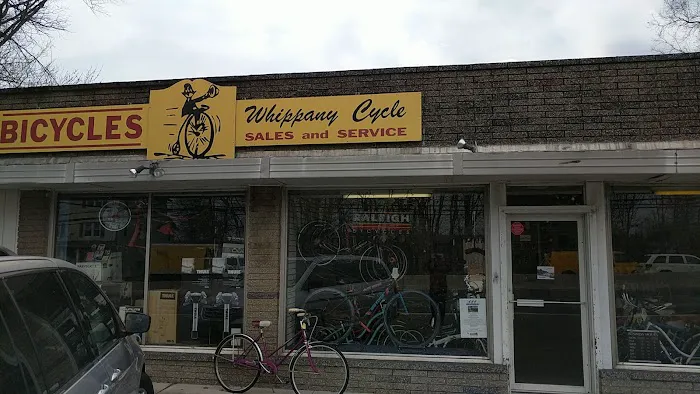 BICYCLES
Whippany Cycle
SALES and SERVICE
RALEIGH